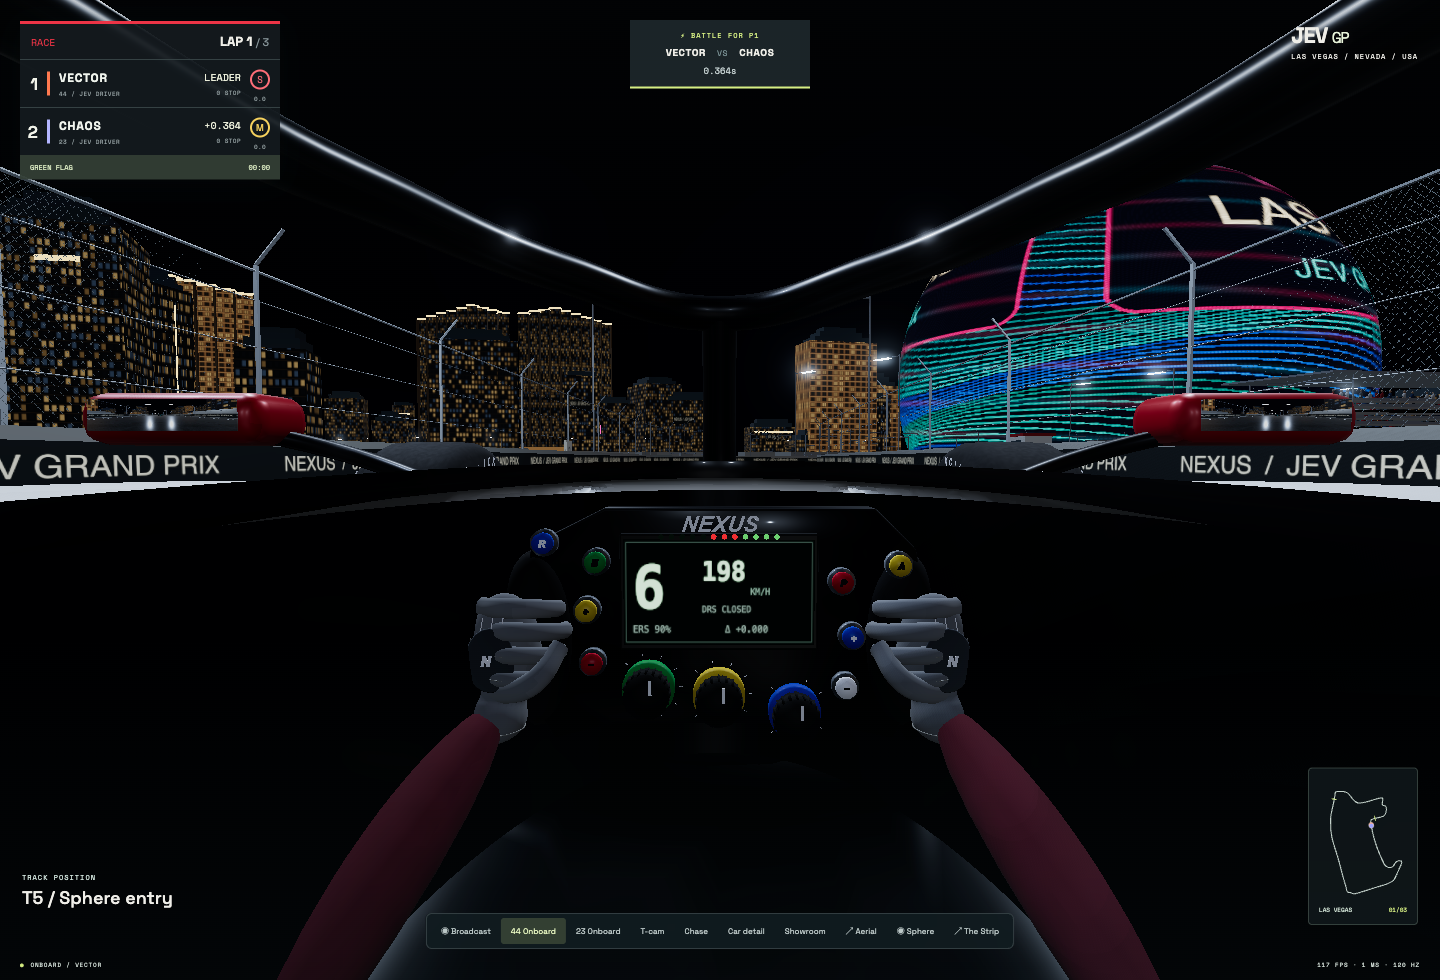 RACE
LAP 1 / 3
1 VECTOR LEADER S
44 / JEV DRIVER 0 STOP 0.0
2 CHAOS +0.364 M
23 / JEV DRIVER 0 STOP 0.0
GREEN FLAG 00:00
⚡ BATTLE FOR P1
VECTOR VS CHAOS
0.364s
JEV GP
LAS VEGAS / NEVADA / USA
LAS
JEV G
V GRAND PRIX
NEXUS / J
NEXUS / JEV GRA
D PRIX
NEXUS
6 198
KM/H
DRS CLOSED
ERS 90% Δ +0.000
R
A
+
-
N
N
TRACK POSITION
T5 / Sphere entry
LAS VEGAS 01/03
◉ Broadcast 44 Onboard 23 Onboard T-cam Chase Car detail Showroom ↗ Aerial ◉ Sphere ↗ The Strip
ONBOARD / VECTOR
117 FPS · 1 MS · 120 HZ